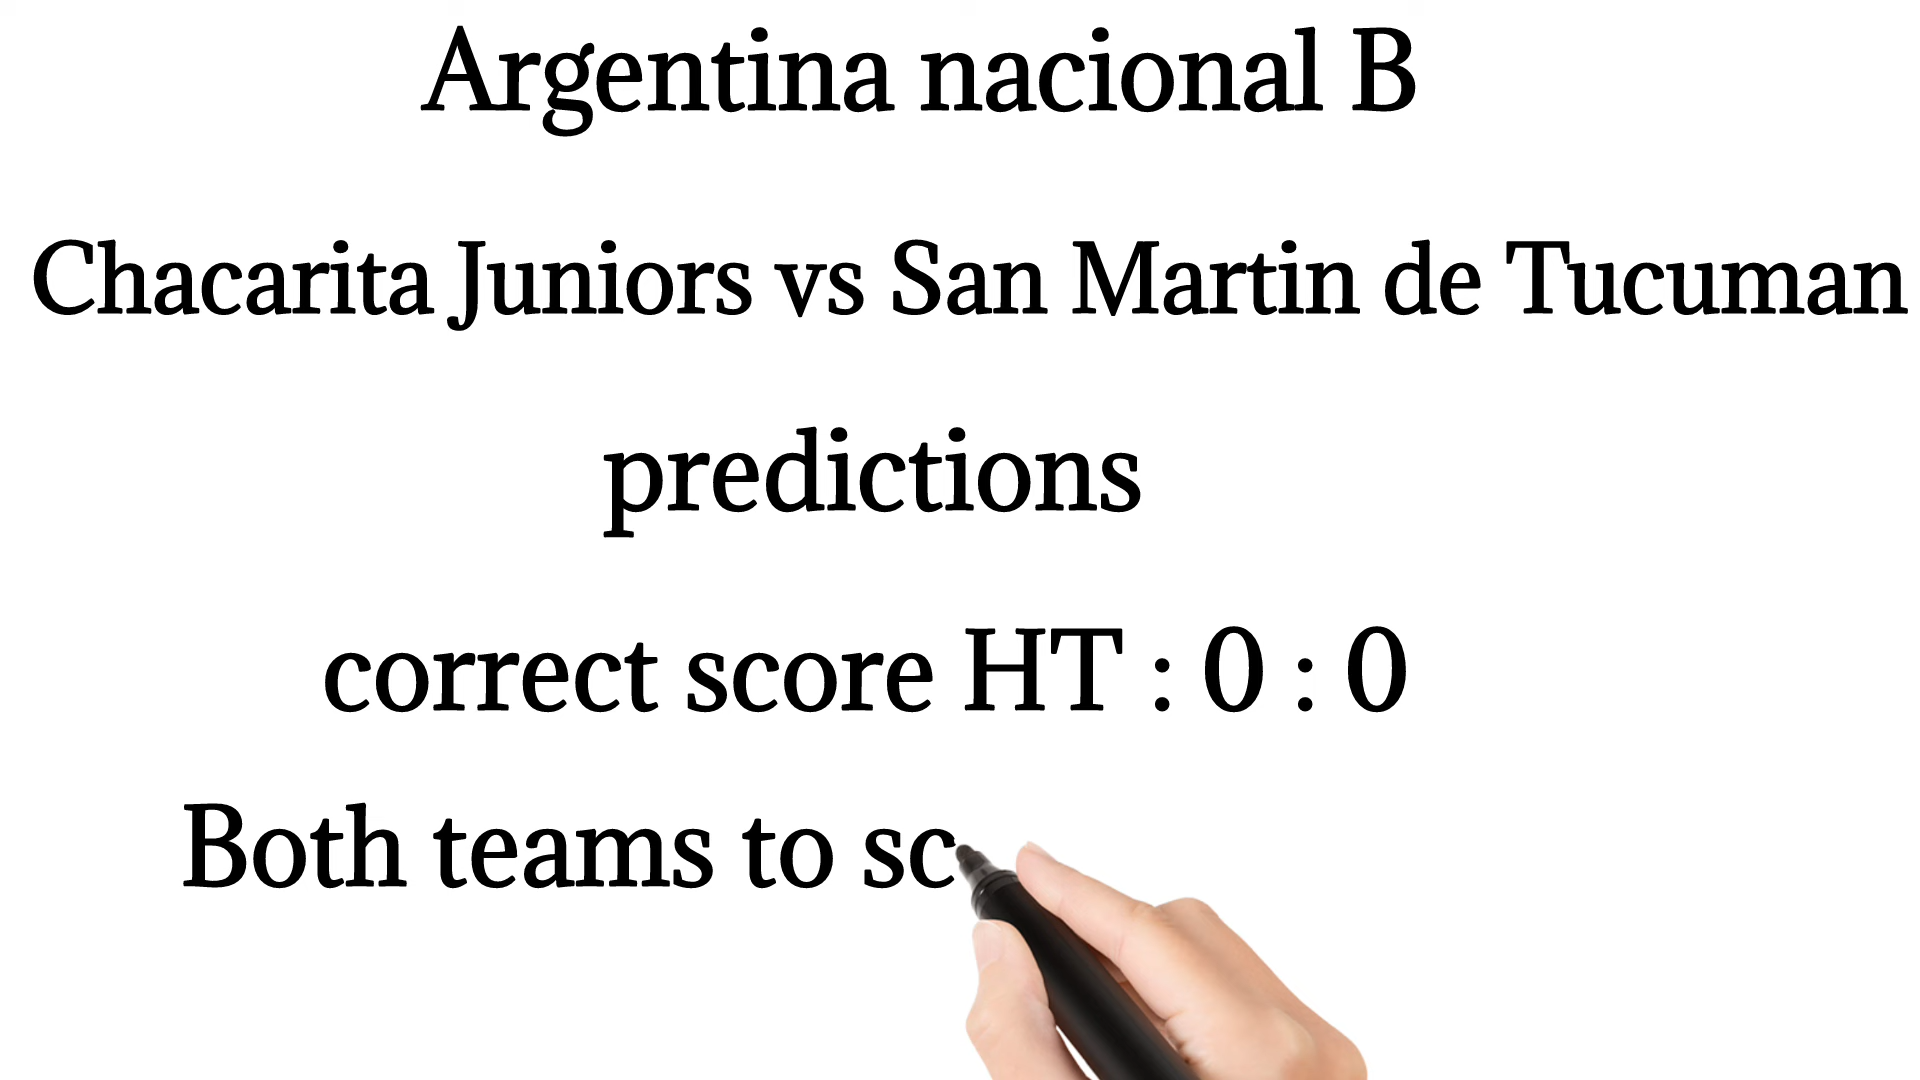 Argentina nacional B
Chacarita Juniors vs San Martin de Tucuman
predictions
correct score HT : 0 : 0
Both teams to sc